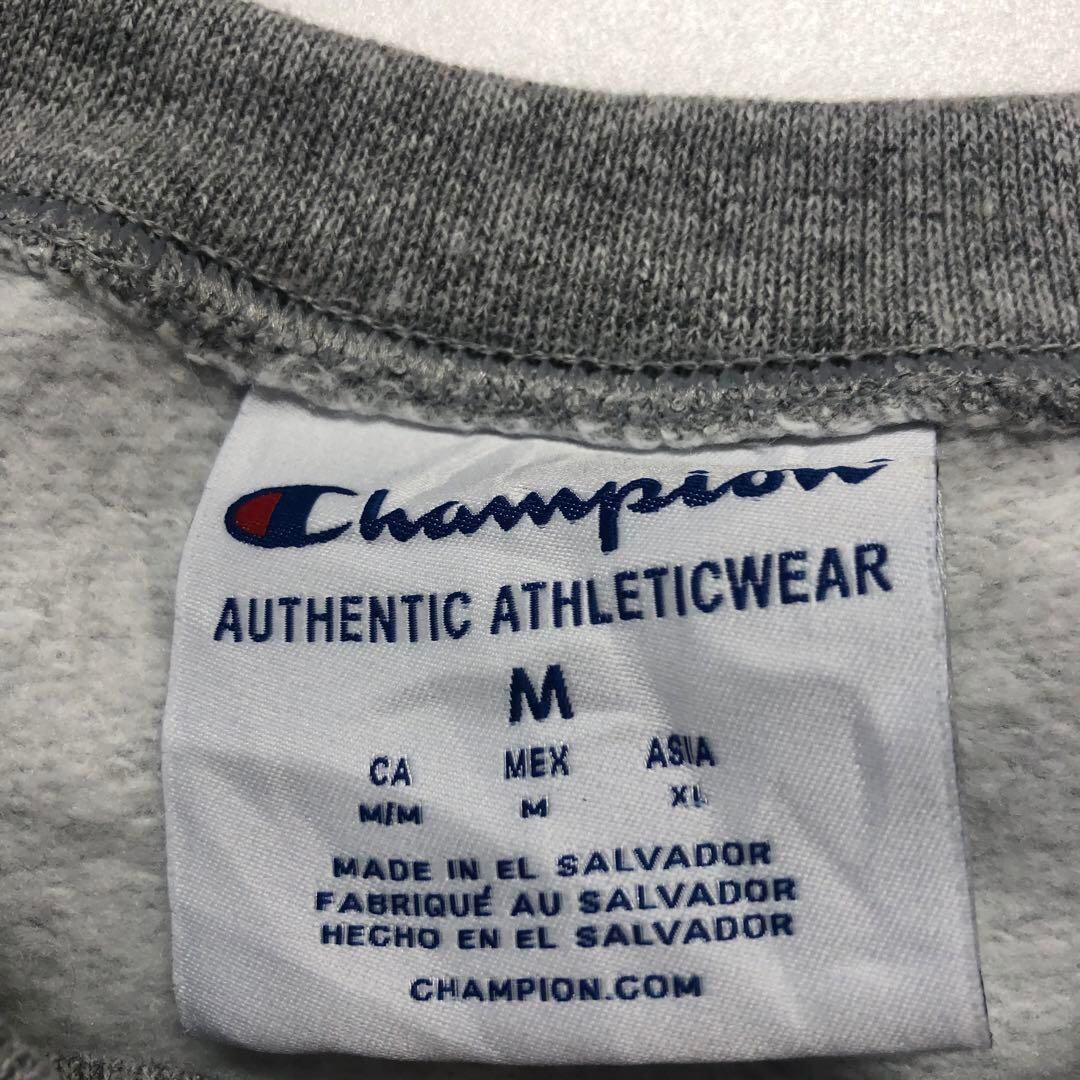 Champion
AUTHENTIC ATHLETICWEAR
M
CA MEX ASIA
M/M M XL
MADE IN EL SALVADOR
FABRIQUÉ AU SALVADOR
HECHO EN EL SALVADOR
CHAMPION.COM